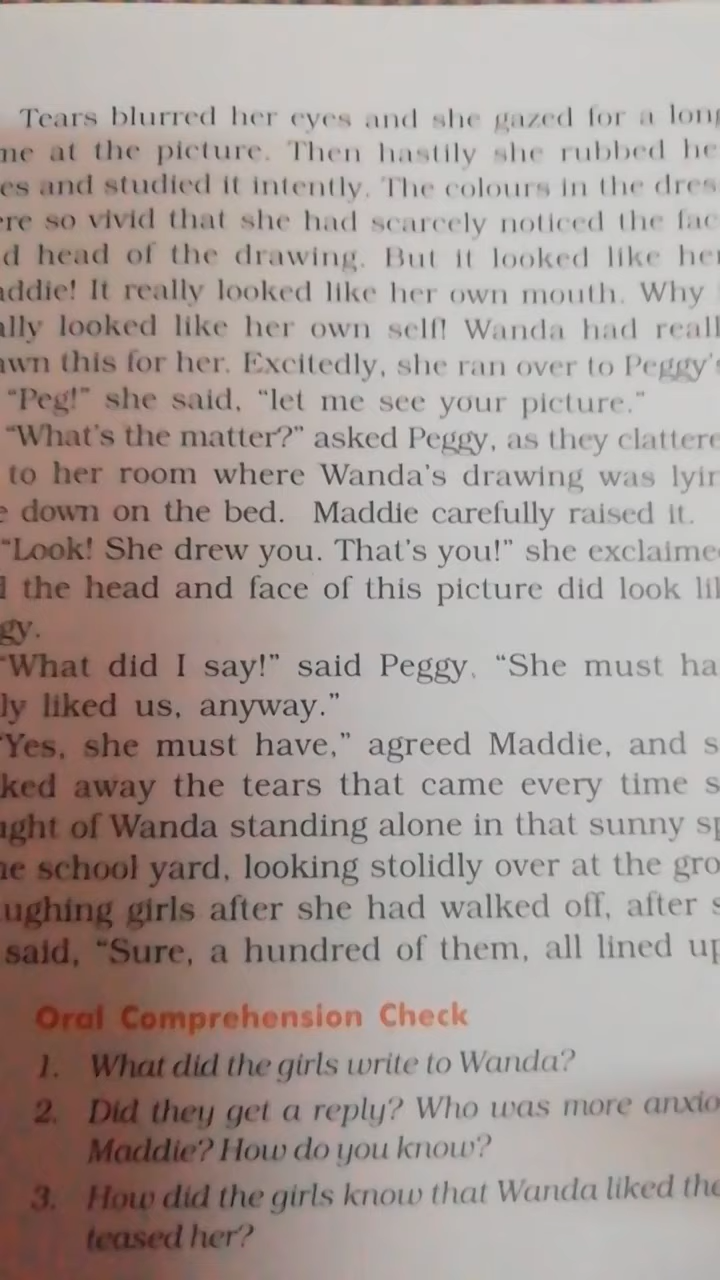 Tears blurred her eyes and she gazed for a long
me at the picture. Then hastily she rubbed he
es and studied it intently. The colours in the dres
ere so vivid that she had scarcely noticed the fac
d head of the drawing. But it looked like her
addie! It really looked like her own mouth. Why
ally looked like her own self! Wanda had reall
awn this for her. Excitedly, she ran over to Peggy's
“Peg!” she said, “let me see your picture.”
“What's the matter?” asked Peggy, as they clattere
to her room where Wanda's drawing was lyin
e down on the bed. Maddie carefully raised it.
“Look! She drew you. That's you!” she exclaimed
d the head and face of this picture did look lik
gy.
“What did I say!” said Peggy, “She must ha
ly liked us, anyway.”
“Yes, she must have,” agreed Maddie, and s
ked away the tears that came every time s
ught of Wanda standing alone in that sunny sp
he school yard, looking stolidly over at the gro
ughing girls after she had walked off, after s
said, “Sure, a hundred of them, all lined up
Oral Comprehension Check
1. What did the girls write to Wanda?
2. Did they get a reply? Who was more anxio
Maddie? How do you know?
3. How did the girls know that Wanda liked the
teased her?